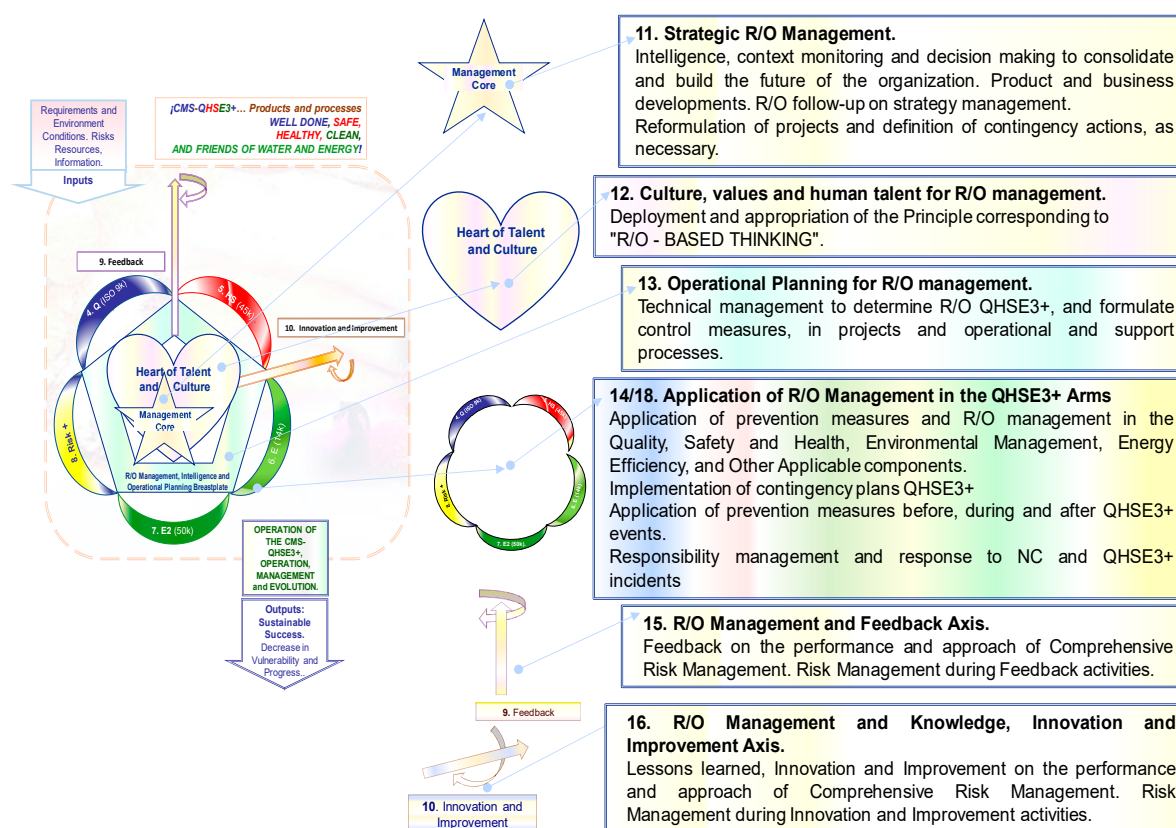 Requirements and
Environment
Conditions. Risks
Resources,
Information.
Inputs
¡CMS-QHSE3+... Products and processes
WELL DONE, SAFE,
HEALTHY, CLEAN,
AND FRIENDS OF WATER AND ENERGY!
9. Feedback
4. Q (ISO 9k)
5. HS (45k)
10. Innovation and improvement
Heart of Talent
and Culture
Management
Core
8. Risk +
6. E (14k)
R/O Management, Intelligence and
Operational Planning Breastplate
7. E2 (50k)
OPERATION OF
THE CMS-
QHSE3+,
OPERATION,
MANAGEMENT
and EVOLUTION.
Outputs:
Sustainable
Success.
Decrease in
Vulnerability and
Progress..
Management
Core
Heart of Talent
and Culture
4. Q (ISO 9k)
5. HS (45k)
8. Risk +
7. E2 (50k).
9. Feedback
10. Innovation and
Improvement
11. Strategic R/O Management.
Intelligence, context monitoring and decision making to consolidate
and build the future of the organization. Product and business
developments. R/O follow-up on strategy management.
Reformulation of projects and definition of contingency actions, as
necessary.
12. Culture, values and human talent for R/O management.
Deployment and appropriation of the Principle corresponding to
"R/O - BASED THINKING".
13. Operational Planning for R/O management.
Technical management to determine R/O QHSE3+, and formulate
control measures, in projects and operational and support
processes.
14/18. Application of R/O Management in the QHSE3+ Arms
Application of prevention measures and R/O management in the
Quality, Safety and Health, Environmental Management, Energy
Efficiency, and Other Applicable components.
Implementation of contingency plans QHSE3+
Application of prevention measures before, during and after QHSE3+
events.
Responsibility management and response to NC and QHSE3+
incidents
15. R/O Management and Feedback Axis.
Feedback on the performance and approach of Comprehensive
Risk Management. Risk Management during Feedback activities.
16. R/O Management and Knowledge, Innovation and
Improvement Axis.
Lessons learned, Innovation and Improvement on the performance
and approach of Comprehensive Risk Management. Risk
Management during Innovation and Improvement activities.